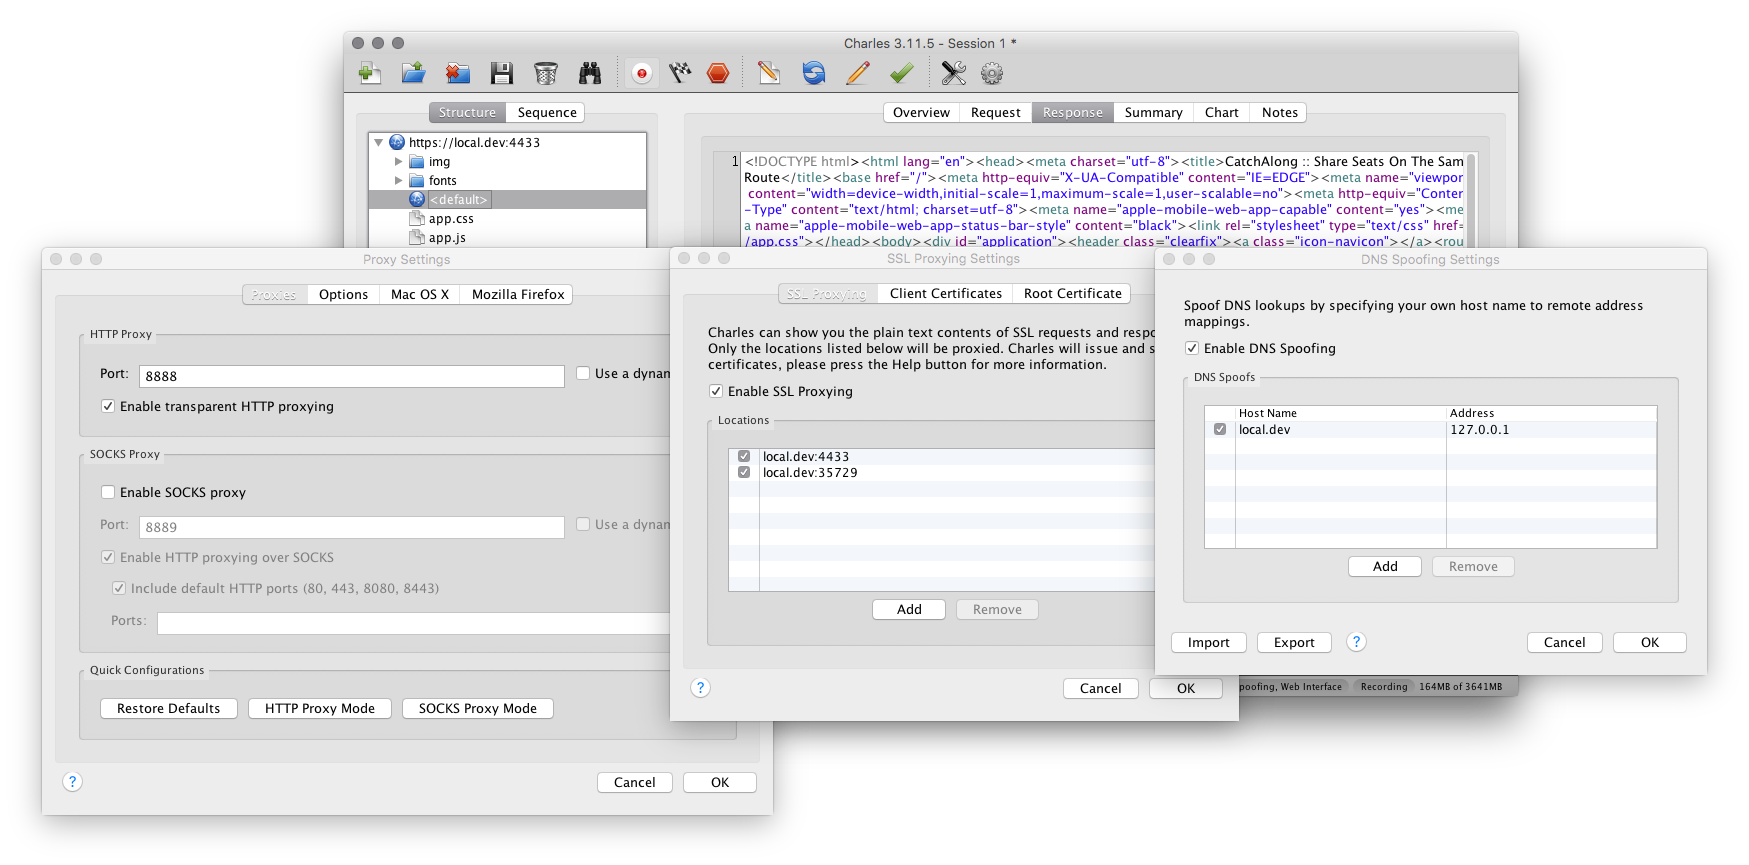 Charles 3.11.5 - Session 1 *
Structure
Sequence
Overview
Request
Response
Summary
Chart
Notes
https://local.dev:4433
img
fonts
<default>
app.css
app.js
1
<!DOCTYPE html><html lang="en"><head><meta charset="utf-8"><title>CatchAlong :: Share Seats On The Sam
Route</title><base href="/"><meta http-equiv="X-UA-Compatible" content="IE=EDGE"><meta name="viewpor
content="width=device-width,initial-scale=1,maximum-scale=1,user-scalable=no"><meta http-equiv="Conter
-Type" content="text/html; charset=utf-8"><meta name="apple-mobile-web-app-capable" content="yes"><me
a name="apple-mobile-web-app-status-bar-style" content="black"><link rel="stylesheet" type="text/css" href=
/app.css"></head><body><div id="application"><header class="clearfix"><a class="icon-navicon"></a><rou
Proxy Settings
Proxies
Options
Mac OS X
Mozilla Firefox
HTTP Proxy
Port:
8888
Use a dynan
Enable transparent HTTP proxying
SOCKS Proxy
Enable SOCKS proxy
Port:
8889
Use a dynan
Enable HTTP proxying over SOCKS
Include default HTTP ports (80, 443, 8080, 8443)
Ports:
Quick Configurations
Restore Defaults
HTTP Proxy Mode
SOCKS Proxy Mode
?
Cancel
OK
SSL Proxying Settings
SSL Proxying
Client Certificates
Root Certificate
Charles can show you the plain text contents of SSL requests and respo
Only the locations listed below will be proxied. Charles will issue and s
certificates, please press the Help button for more information.
Enable SSL Proxying
Locations
local.dev:4433
local.dev:35729
Add
Remove
?
Cancel
OK
DNS Spoofing Settings
Spoof DNS lookups by specifying your own host name to remote address
mappings.
Enable DNS Spoofing
DNS Spoofs
Host Name
Address
local.dev
127.0.0.1
Add
Remove
Import
Export
?
Cancel
OK
poofing, Web Interface
Recording
164MB of 3641MB